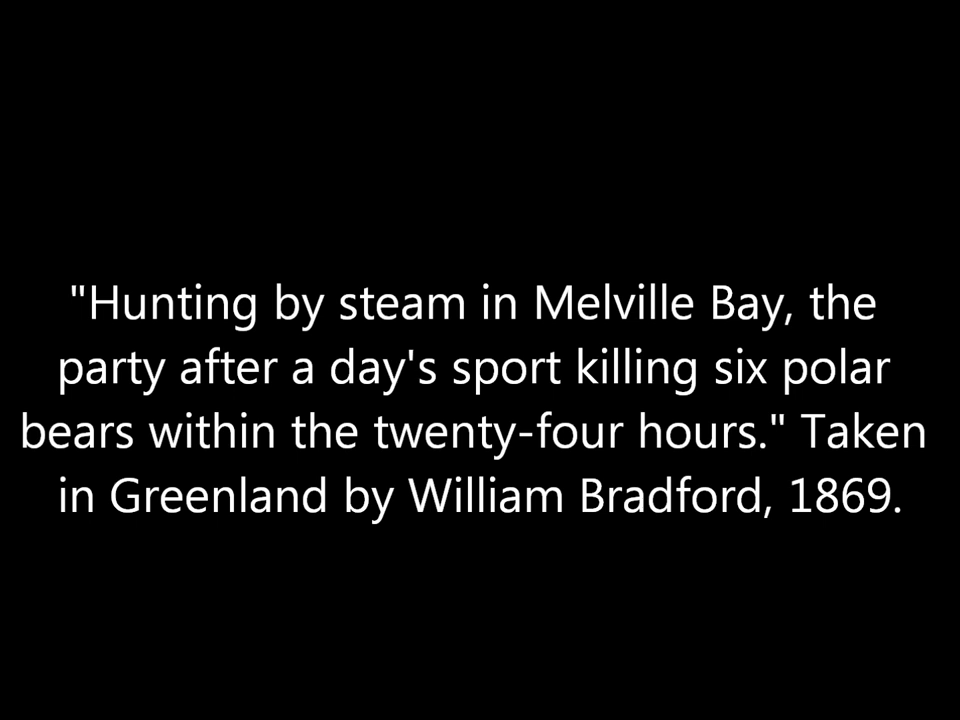 "Hunting by steam in Melville Bay, the
party after a day's sport killing six polar
bears within the twenty-four hours." Taken
in Greenland by William Bradford, 1869.